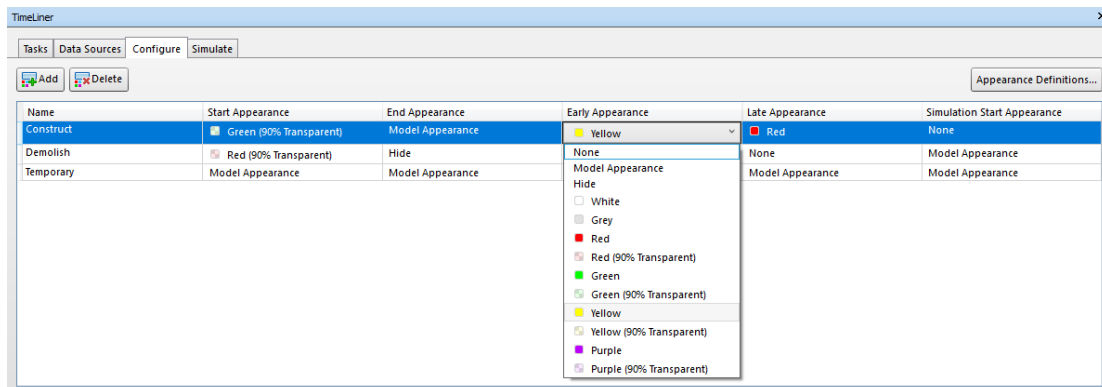 TimeLiner
Tasks Data Sources Configure Simulate
Add Delete Appearance Definitions...
Name Start Appearance End Appearance Early Appearance Late Appearance Simulation Start Appearance
Construct Green (90% Transparent) Model Appearance Yellow Red None
Demolish Red (90% Transparent) Hide None Model Appearance
Temporary Model Appearance Model Appearance Model Appearance Model Appearance
None
Model Appearance
Hide
White
Grey
Red
Red (90% Transparent)
Green
Green (90% Transparent)
Yellow
Yellow (90% Transparent)
Purple
Purple (90% Transparent)